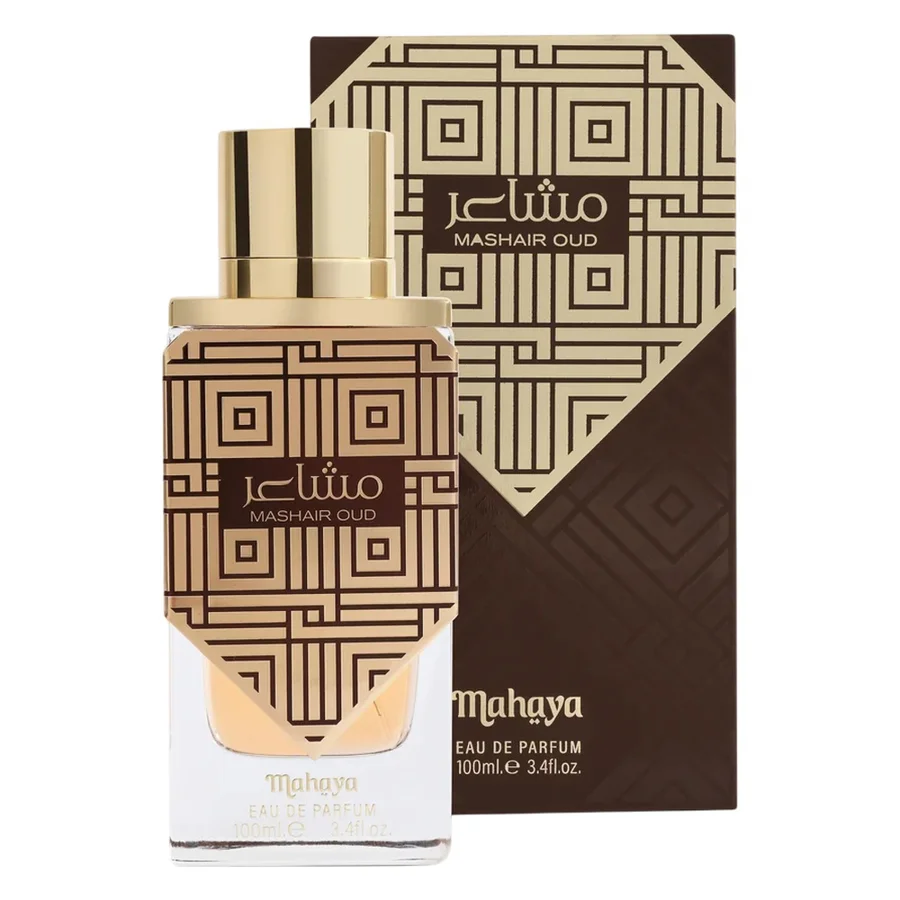 مشاعر
MASHAIR OUD
Mahaya
EAU DE PARFUM
100ml.e 3.4fl.oz.
مشاعر
MASHAIR OUD
Mahaya
EAU DE PARFUM
100ml.e 3.4fl.oz.